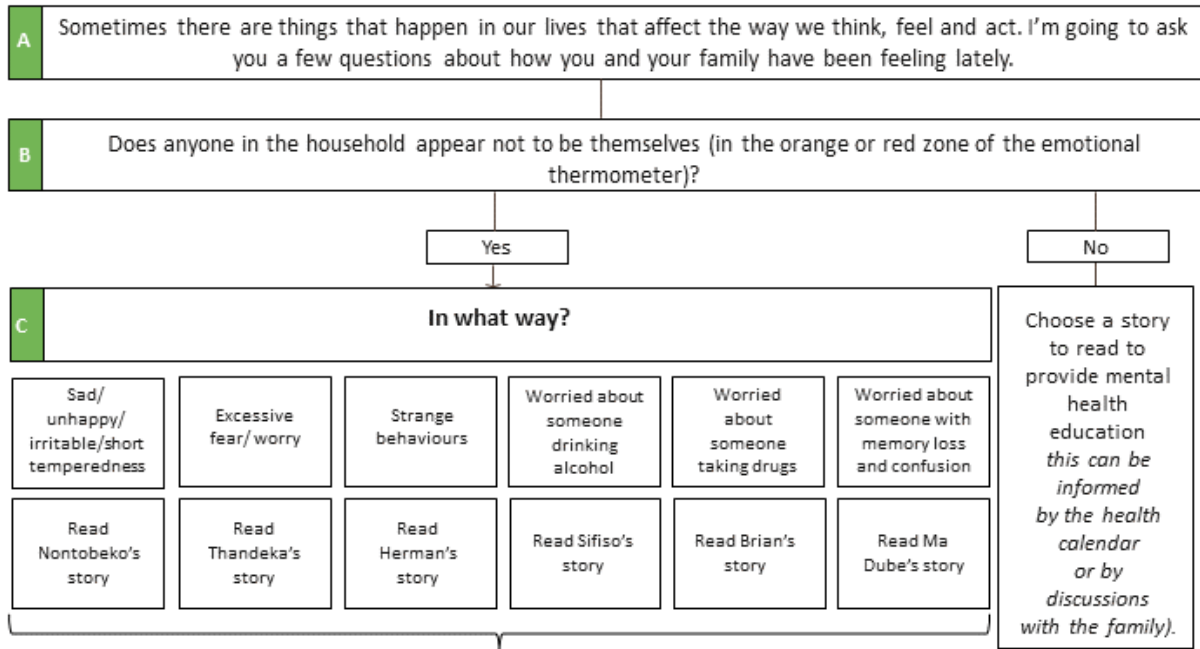 A
Sometimes there are things that happen in our lives that affect the way we think, feel and act. I'm going to ask
you a few questions about how you and your family have been feeling lately.
B
Does anyone in the household appear not to be themselves (in the orange or red zone of the emotional
thermometer)?
Yes
No
C
In what way?
Sad/
unhappy/
irritable/short
temperedness
Excessive
fear/ worry
Strange
behaviours
Worried about
someone
drinking
alcohol
Worried
about
someone
taking drugs
Worried about
someone with
memory loss
and confusion
Read
Nontobeko's
story
Read
Thandeka's
story
Read
Herman's
story
Read Sifiso's
story
Read Brian's
story
Read Ma
Dube's story
Choose a story
to read to
provide mental
health
education
this can be
informed
by the health
calendar
or by
discussions
with the family).